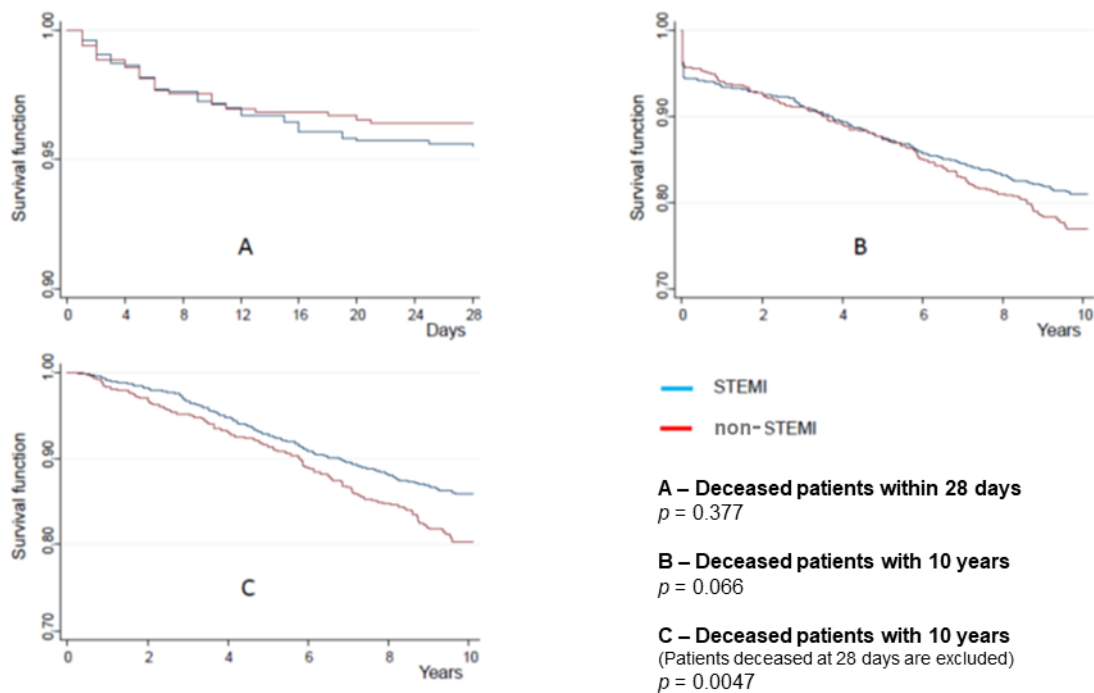 1.00
0.95
0.90
Survival function
A
0 4 8 12 16 20 24 28
Days
1.00
0.90
0.80
0.70
Survival function
B
0 2 4 6 8 10
Years
1.00
0.90
0.80
0.70
Survival function
C
0 2 4 6 8 10
Years
STEMI
non-STEMI
A – Deceased patients within 28 days
p = 0.377
B – Deceased patients with 10 years
p = 0.066
C – Deceased patients with 10 years
(Patients deceased at 28 days are excluded)
p = 0.0047